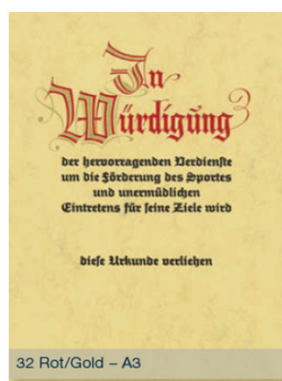 In
Würdigung
der hervorragenden Verdienste
um die Förderung des Sportes
und unermüdlichen
Eintretens für seine Ziele wird
diese Urkunde verliehen
32 Rot/Gold – A3